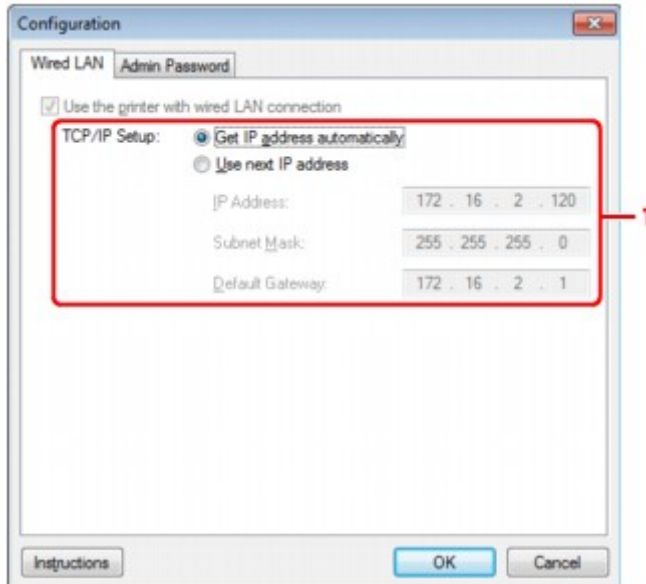 Configuration
Wired LAN
Admin Password
Use the printer with wired LAN connection
TCP/IP Setup:
Get IP address automatically
Use next IP address
IP Address:
172 . 16 . 2 . 120
Subnet Mask:
255 . 255 . 255 . 0
Default Gateway:
172 . 16 . 2 . 1
1
Instructions
OK
Cancel